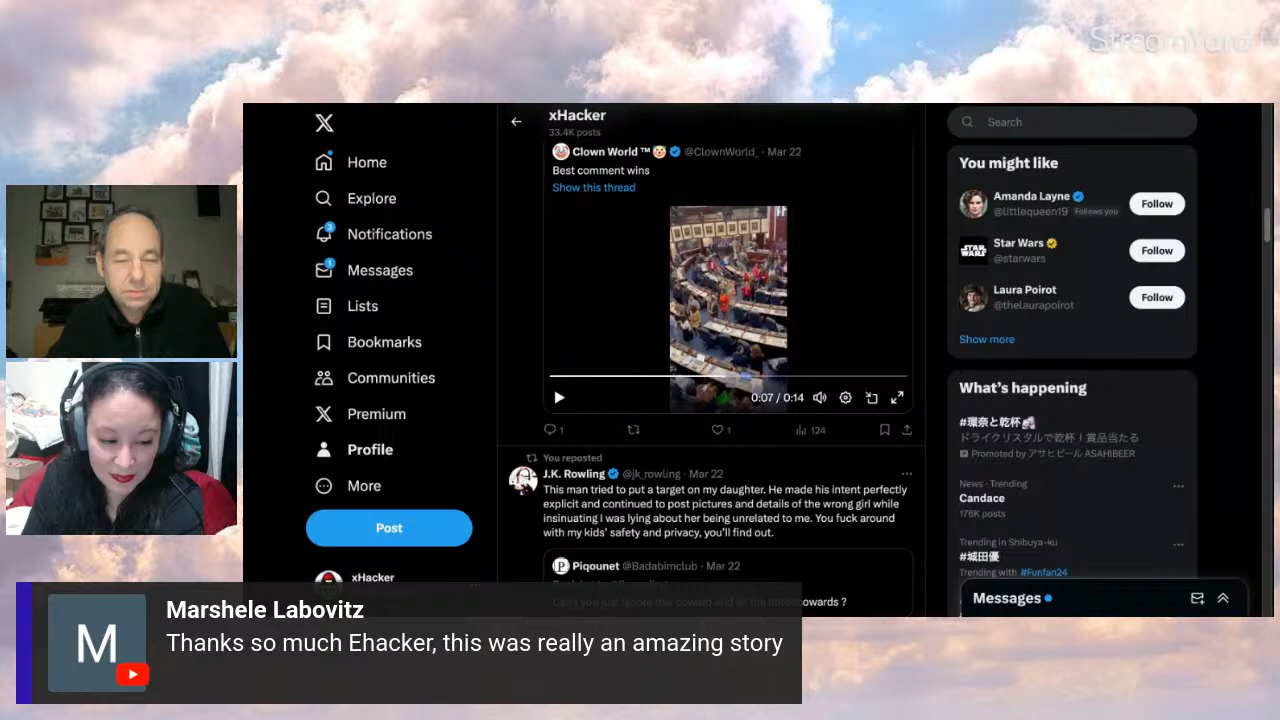 StreamYard
X
Home
Explore
3
Notifications
1
Messages
Lists
Bookmarks
Communities
Premium
Profile
More
Post
xHacker
xHacker
33.4K posts
Clown World ™ 🤡 @ClownWorld_ · Mar 22
Best comment wins
Show this thread
0:07 / 0:14
1
1
124
You reposted
J.K. Rowling @jk_rowling · Mar 22
This man tried to put a target on my daughter. He made his intent perfectly
explicit and continued to post pictures and details of the wrong girl while
insinuating I was lying about her being unrelated to me. You fuck around
with my kids' safety and privacy, you'll find out.
Piqounet @Badabimclub · Mar 22
Search
You might like
Amanda Layne
@littlequeen19 Follows you
Follow
STAR WARS
Star Wars
@starwars
Follow
Laura Poirot
@thelaurapoirot
Follow
Show more
What's happening
#環奈と乾杯
ドライクリスタルで乾杯！賞品当たる
Promoted by アサヒビール ASAHIBEER
News · Trending
Candace
176K posts
Trending in Shibuya-ku
#城田優
Trending with #Funfan24
Messages
M
Marshele Labovitz
Thanks so much Ehacker, this was really an amazing story